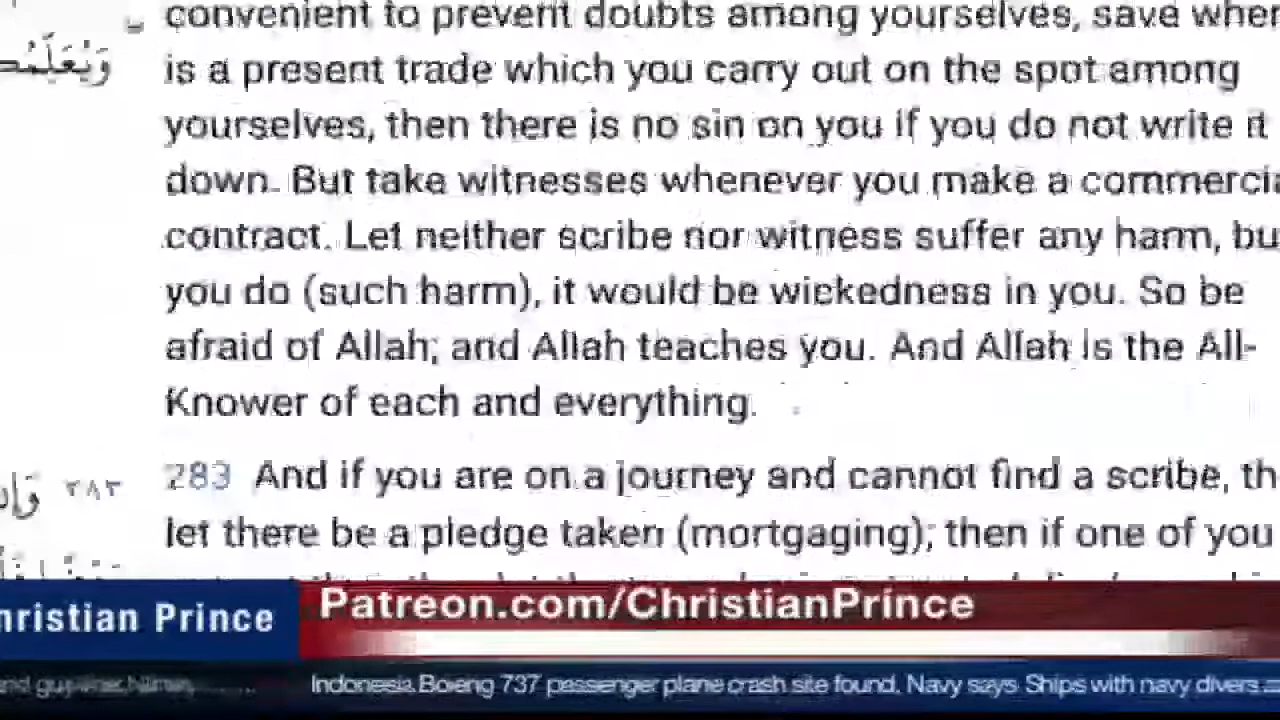 convenient to prevent doubts among yourselves, save when
is a present trade which you carry out on the spot among
yourselves, then there is no sin on you if you do not write it
down. But take witnesses whenever you make a commercia
contract. Let neither scribe nor witness suffer any harm, bu
you do (such harm), it would be wickedness in you. So be
afraid of Allah; and Allah teaches you. And Allah is the All-
Knower of each and everything.
٢٨٣
283 And if you are on a journey and cannot find a scribe, th
let there be a pledge taken (mortgaging); then if one of you
hristian Prince
Patreon.com/ChristianPrince
Indonesia Boeing 737 passenger plane crash site found, Navy says Ships with navy divers